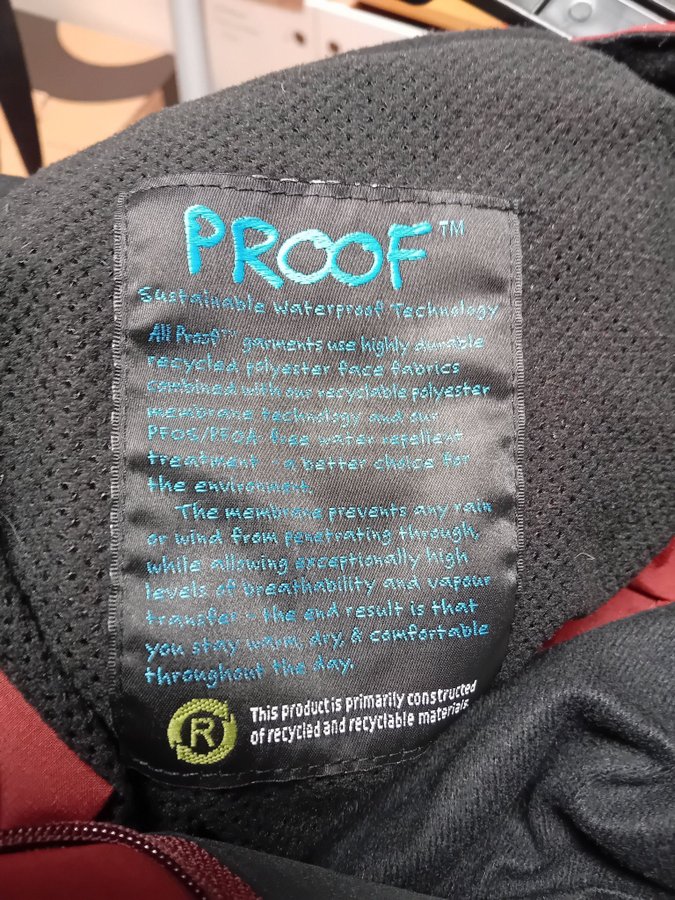 PROOF™
Sustainable Waterproof Technology
All Proof™ garments use highly durable
recycled polyester face fabrics
combined with our recyclable polyester
membrane technology and our
PFOS/PFOA-free water repellent
treatment - a better choice for
the environment.
The membrane prevents any rain
or wind from penetrating through,
while allowing exceptionally high
levels of breathability and vapour
transfer - the end result is that
you stay warm, dry, & comfortable
throughout the day.
R
This product is primarily constructed
of recycled and recyclable materials.